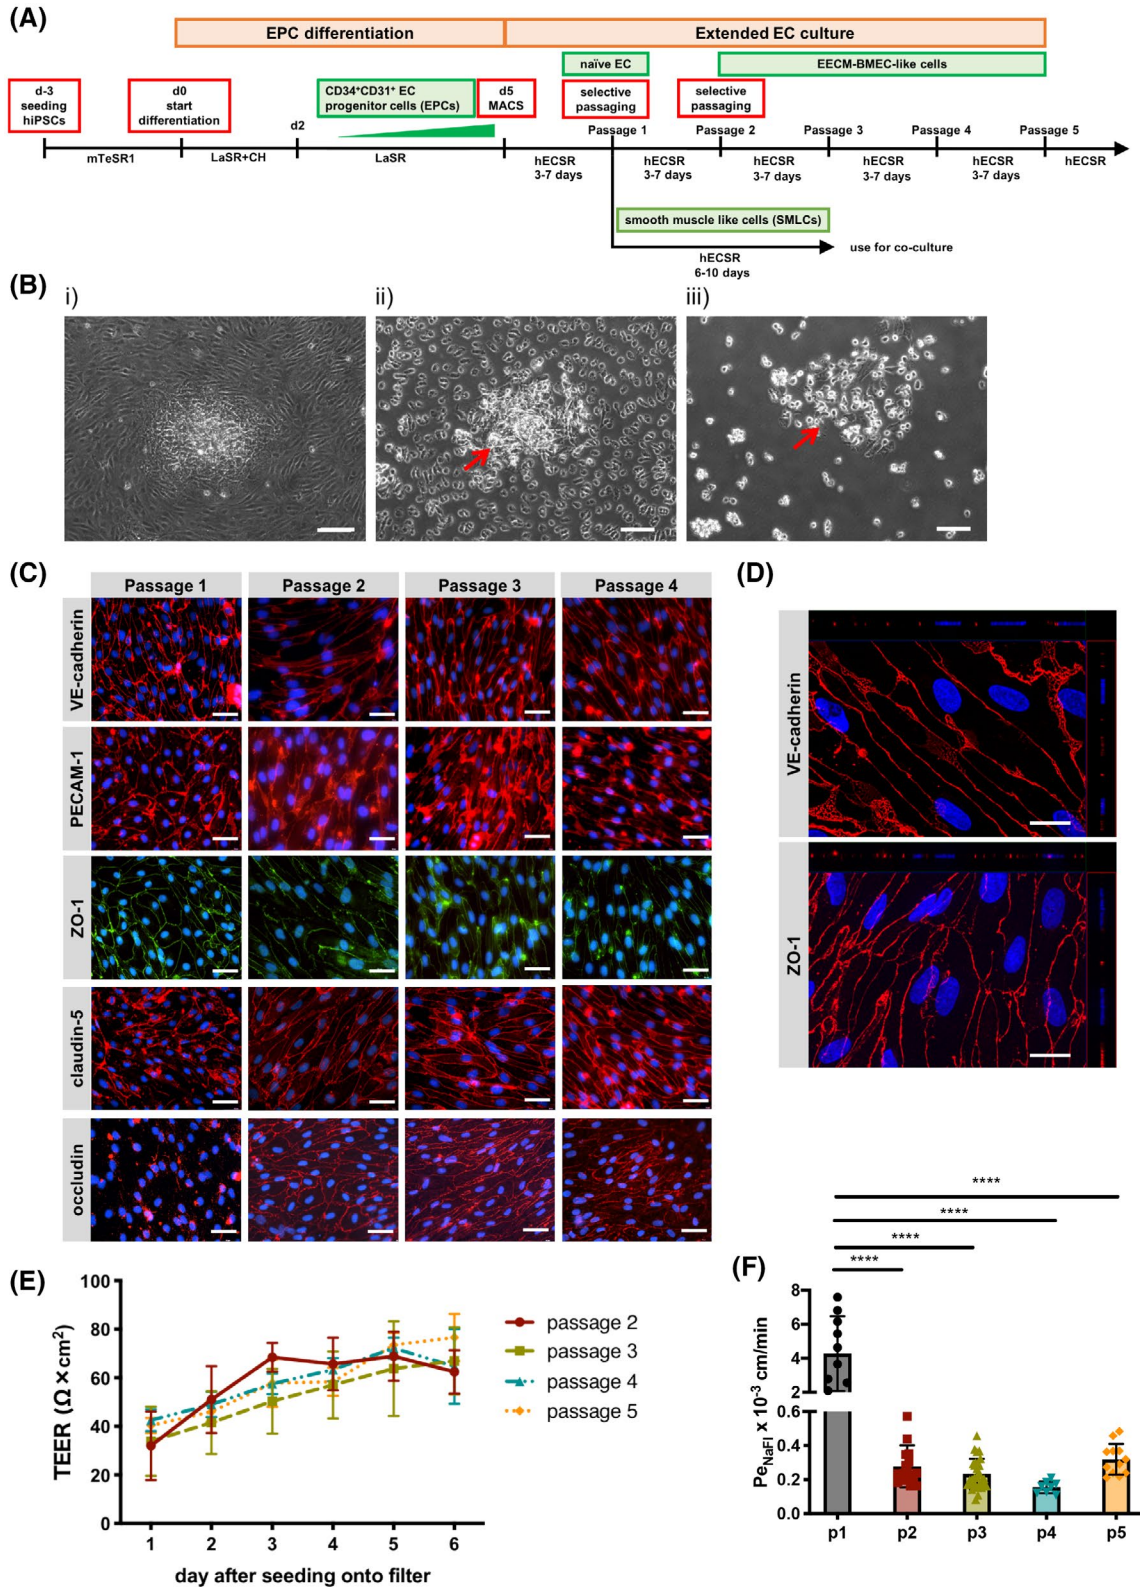 (A)
EPC differentiation
Extended EC culture
naïve EC
EECM-BMEC-like cells
d-3
seeding
hiPSCs
d0
start
differentiation
CD34⁺CD31⁺ EC
progenitor cells (EPCs)
d5
MACS
selective
passaging
selective
passaging
d2
Passage 1
Passage 2
Passage 3
Passage 4
Passage 5
mTeSR1
LaSR+CH
LaSR
hECSR
3-7 days
hECSR
3-7 days
hECSR
3-7 days
hECSR
3-7 days
hECSR
3-7 days
hECSR
smooth muscle like cells (SMLCs)
hECSR
6-10 days
use for co-culture
(B)
i)
ii)
iii)
(C)
Passage 1
Passage 2
Passage 3
Passage 4
VE-cadherin
PECAM-1
ZO-1
claudin-5
occludin
(D)
VE-cadherin
ZO-1
(E)
TEER (Ω × cm²)
100
80
60
40
20
0
1 2 3 4 5 6
day after seeding onto filter
passage 2
passage 3
passage 4
passage 5
(F)
****
****
****
****
Pe_NaFl x 10⁻³ cm/min
8
6
4
2
0.6
0.4
0.2
0.0
p1 p2 p3 p4 p5